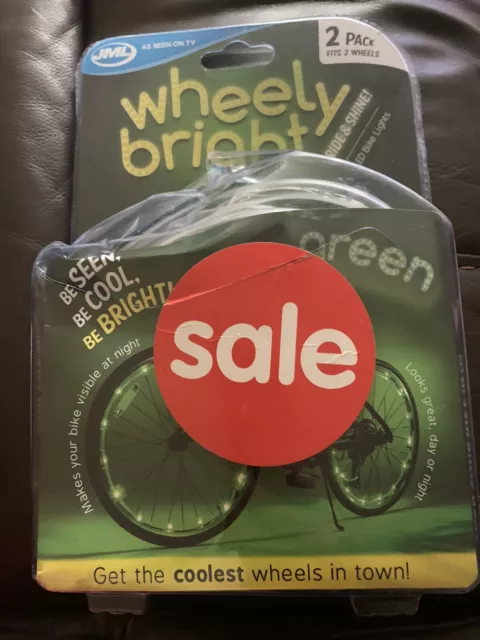 JML
AS SEEN ON TV
2 PACK
FITS 2 WHEELS
wheely
bright
RIDE & SHINE!
LED Bike Lights
green
BE SEEN,
BE COOL,
BE BRIGHT!
sale
Makes your bike visible at night
Looks great, day or night
Get the coolest wheels in town!